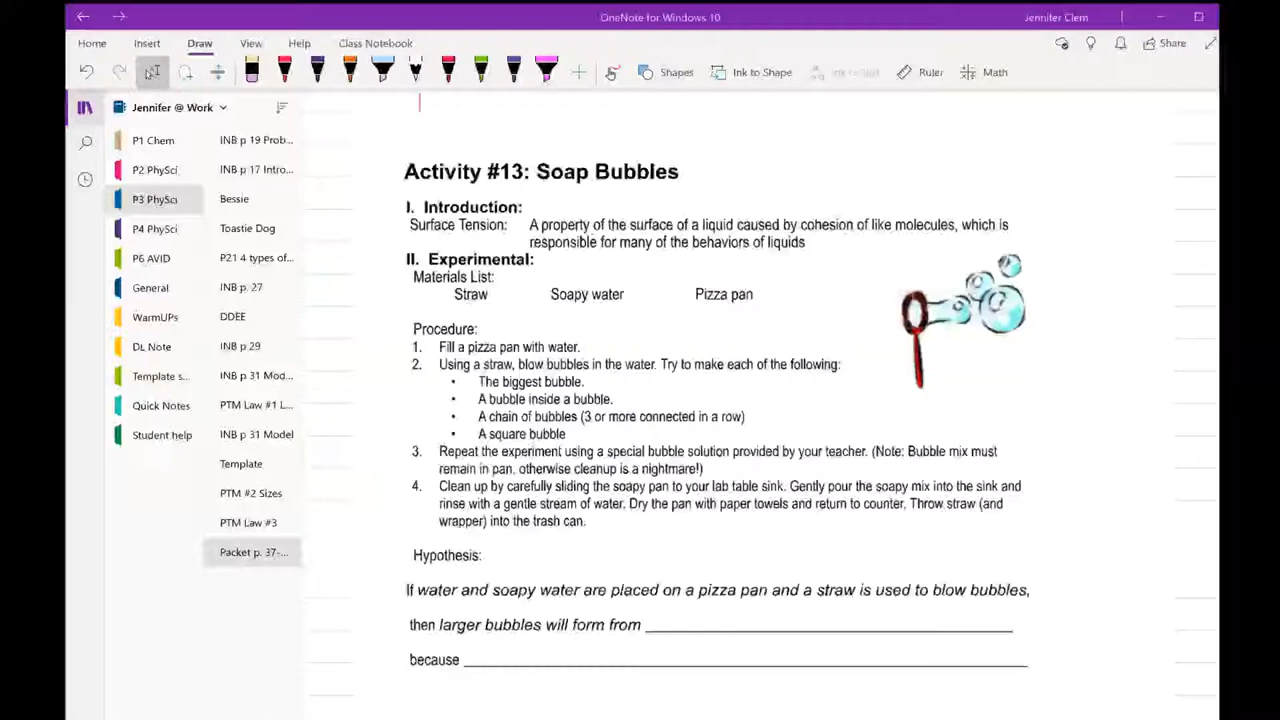 OneNote for Windows 10
Jennifer Clem
Home Insert Draw View Help Class Notebook
Share
Shapes Ink to Shape Ruler Math
Jennifer @ Work
P1 Chem
P2 PhySci
P3 PhySci
P4 PhySci
P6 AVID
General
WarmUPs
DL Note
Template s...
Quick Notes
Student help
INB p 19 Prob...
INB p 17 Intro...
Bessie
Toastie Dog
P21 4 types of...
INB p. 27
DDEE
INB p 29
INB p 31 Mod...
PTM Law #1 L...
INB p 31 Model
Template
PTM #2 Sizes
PTM Law #3
Packet p. 37-...
Activity #13: Soap Bubbles
I. Introduction:
Surface Tension: A property of the surface of a liquid caused by cohesion of like molecules, which is
responsible for many of the behaviors of liquids
II. Experimental:
Materials List:
Straw Soapy water Pizza pan
Procedure:
1. Fill a pizza pan with water.
2. Using a straw, blow bubbles in the water. Try to make each of the following:
• The biggest bubble.
• A bubble inside a bubble.
• A chain of bubbles (3 or more connected in a row)
• A square bubble
3. Repeat the experiment using a special bubble solution provided by your teacher. (Note: Bubble mix must
remain in pan, otherwise cleanup is a nightmare!)
4. Clean up by carefully sliding the soapy pan to your lab table sink. Gently pour the soapy mix into the sink and
rinse with a gentle stream of water. Dry the pan with paper towels and return to counter. Throw straw (and
wrapper) into the trash can.
Hypothesis:
If water and soapy water are placed on a pizza pan and a straw is used to blow bubbles,
then larger bubbles will form from
because